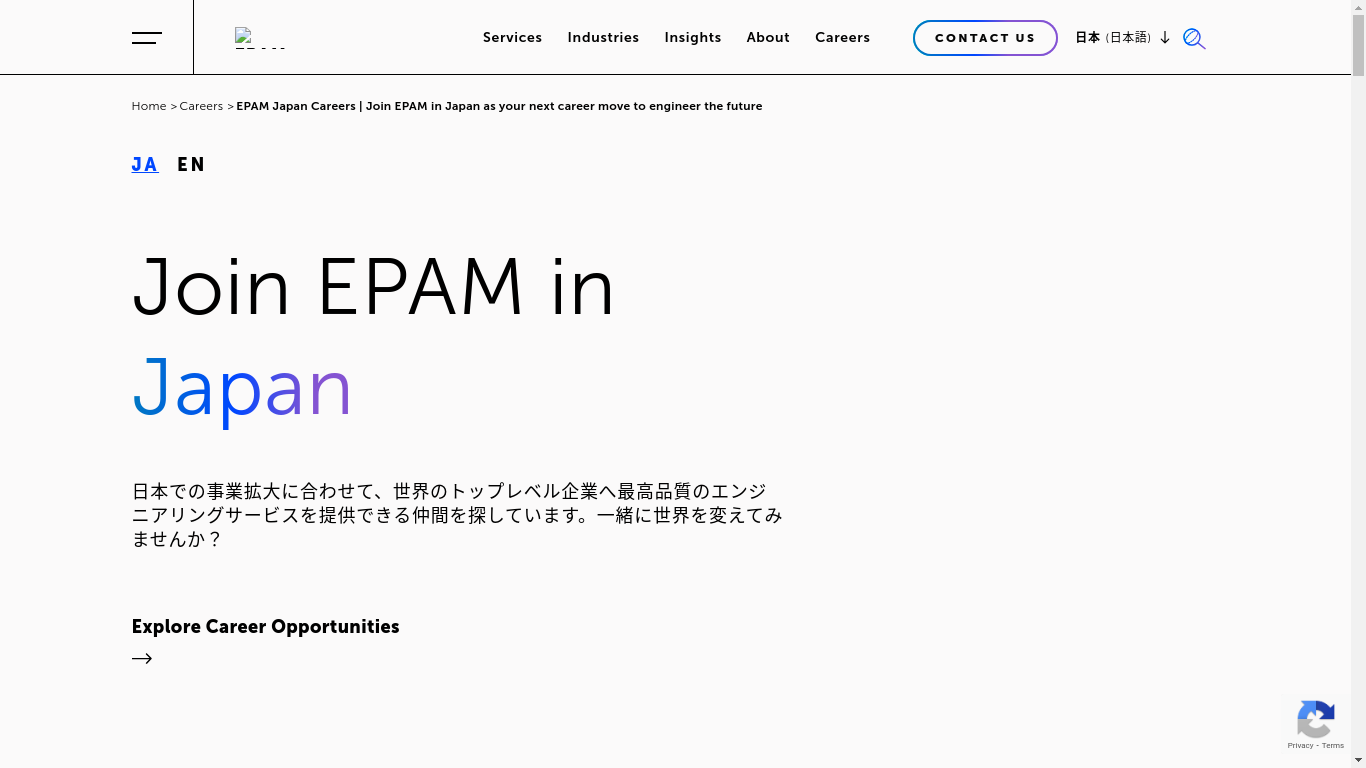 Services Industries Insights About Careers CONTACT US 日本 (日本語)
Home > Careers > EPAM Japan Careers | Join EPAM in Japan as your next career move to engineer the future
JA EN
Join EPAM in
Japan
日本での事業拡大に合わせて、世界のトップレベル企業へ最高品質のエンジ
ニアリングサービスを提供できる仲間を探しています。一緒に世界を変えてみ
ませんか？
Explore Career Opportunities
Privacy - Terms